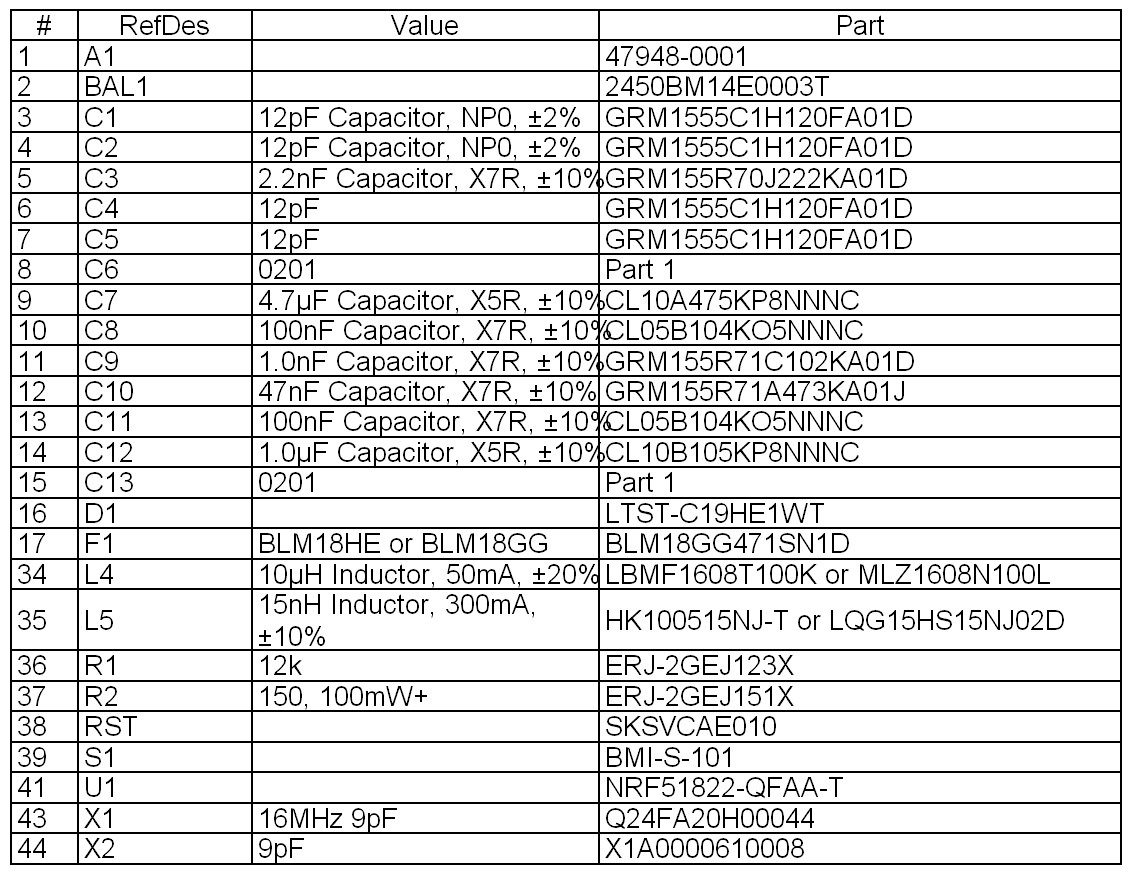 # RefDes Value Part
1 A1 47948-0001
2 BAL1 2450BM14E0003T
3 C1 12pF Capacitor, NP0, ±2% GRM1555C1H120FA01D
4 C2 12pF Capacitor, NP0, ±2% GRM1555C1H120FA01D
5 C3 2.2nF Capacitor, X7R, ±10% GRM155R70J222KA01D
6 C4 12pF GRM1555C1H120FA01D
7 C5 12pF GRM1555C1H120FA01D
8 C6 0201 Part 1
9 C7 4.7µF Capacitor, X5R, ±10% CL10A475KP8NNNC
10 C8 100nF Capacitor, X7R, ±10% CL05B104KO5NNNC
11 C9 1.0nF Capacitor, X7R, ±10% GRM155R71C102KA01D
12 C10 47nF Capacitor, X7R, ±10% GRM155R71A473KA01J
13 C11 100nF Capacitor, X7R, ±10% CL05B104KO5NNNC
14 C12 1.0µF Capacitor, X5R, ±10% CL10B105KP8NNNC
15 C13 0201 Part 1
16 D1 LTST-C19HE1WT
17 F1 BLM18HE or BLM18GG BLM18GG471SN1D
34 L4 10µH Inductor, 50mA, ±20% LBMF1608T100K or MLZ1608N100L
35 L5 15nH Inductor, 300mA,
±10% HK100515NJ-T or LQG15HS15NJ02D
36 R1 12k ERJ-2GEJ123X
37 R2 150, 100mW+ ERJ-2GEJ151X
38 RST SKSVCAE010
39 S1 BMI-S-101
41 U1 NRF51822-QFAA-T
43 X1 16MHz 9pF Q24FA20H00044
44 X2 9pF X1A0000610008